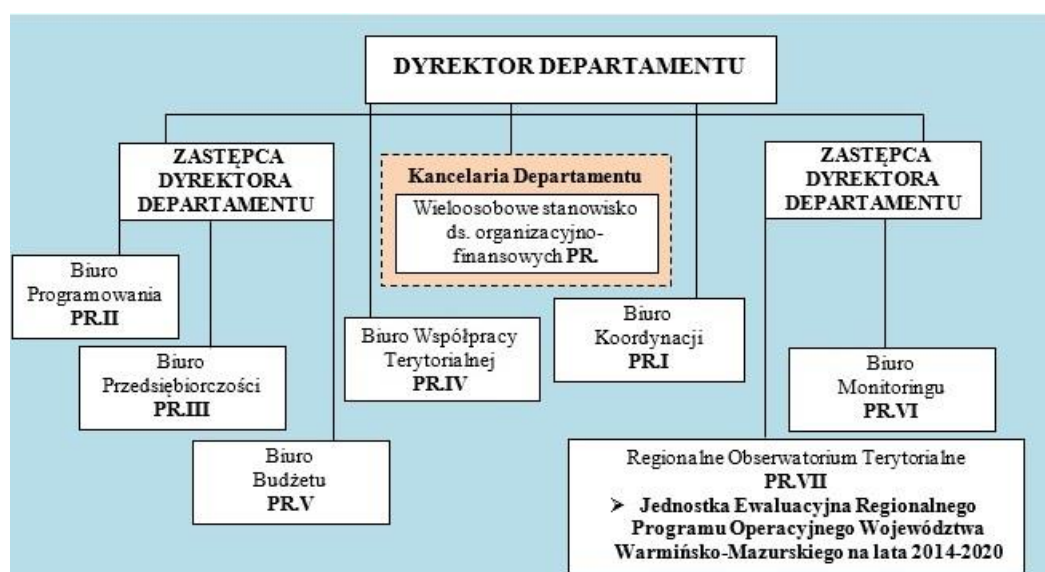 DYREKTOR DEPARTAMENTU
ZASTĘPCA
DYREKTORA
DEPARTAMENTU
Kancelaria Departamentu
Wieloosobowe stanowisko
ds. organizacyjno-
finansowych PR.
ZASTĘPCA
DYREKTORA
DEPARTAMENTU
Biuro
Programowania
PR.II
Biuro
Przedsiębiorczości
PR.III
Biuro
Budżetu
PR.V
Biuro Współpracy
Terytorialnej
PR.IV
Biuro
Koordynacji
PR.I
Biuro
Monitoringu
PR.VI
Regionalne Obserwatorium Terytorialne
PR.VII
➢ Jednostka Ewaluacyjna Regionalnego
Programu Operacyjnego Województwa
Warmińsko-Mazurskiego na lata 2014-2020